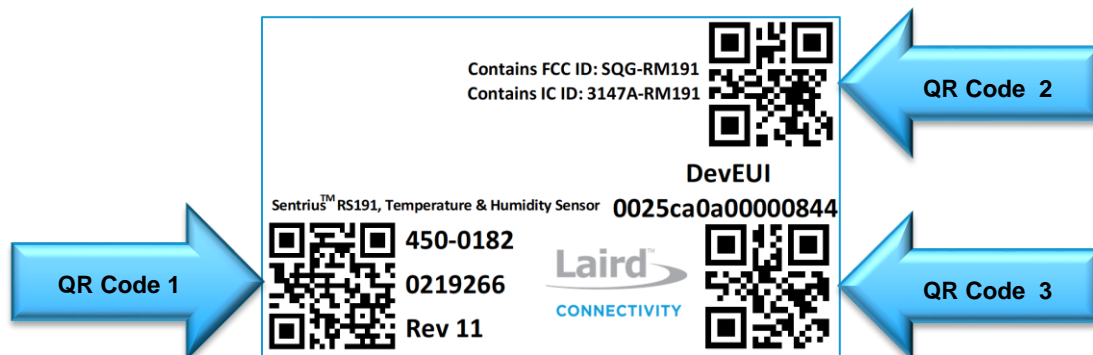 Contains FCC ID: SQG-RM191
Contains IC ID: 3147A-RM191
QR Code 2
DevEUI
Sentrius™ RS191, Temperature & Humidity Sensor
0025ca0a00000844
QR Code 1
450-0182
0219266
Rev 11
Laird™
CONNECTIVITY
QR Code 3